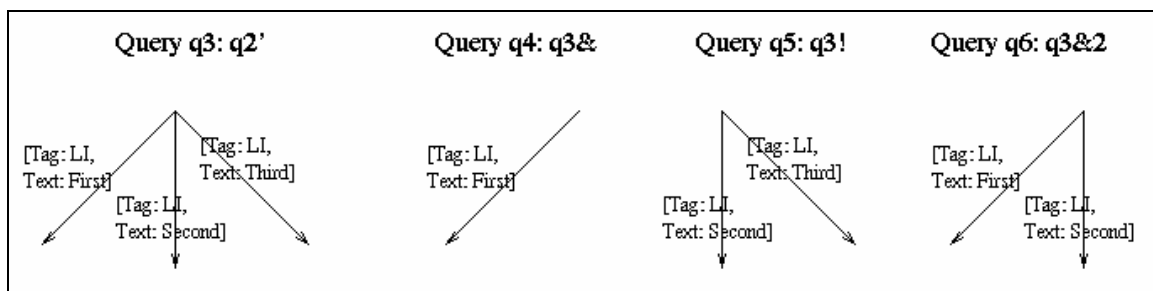 Query q3: q2’
[Tag: LI,
Text: First]
[Tag: LI,
Text: Second]
[Tag: LI,
Text: Third]
Query q4: q3&
[Tag: LI,
Text: First]
Query q5: q3!
[Tag: LI,
Text: Second]
[Tag: LI,
Text: Third]
Query q6: q3&2
[Tag: LI,
Text: First]
[Tag: LI,
Text: Second]